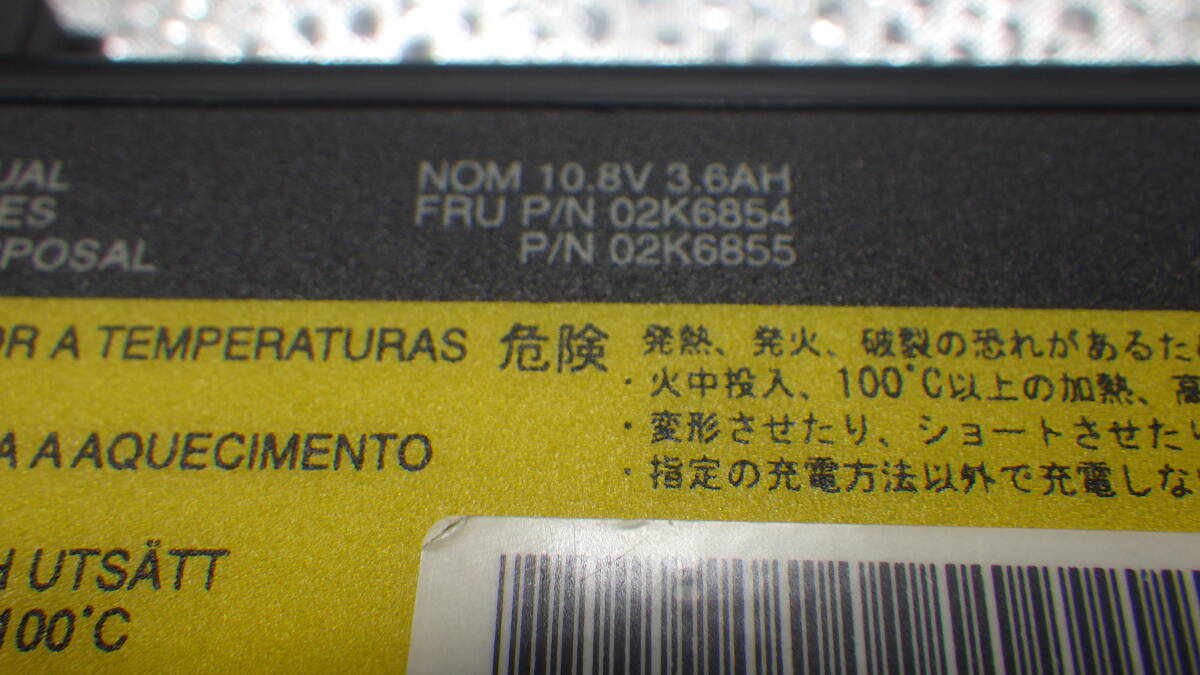 UAL
ES
POSAL
NOM 10.8V 3.6AH
FRU P/N 02K6854
P/N 02K6855
OR A TEMPERATURAS
A A AQUECIMENTO
H UTSÄTT
100°C
危険 発熱、発火、破裂の恐れがあるた
・火中投入、100°C以上の加熱、高
・変形させたり、ショートさせたり
・指定の充電方法以外で充電しな